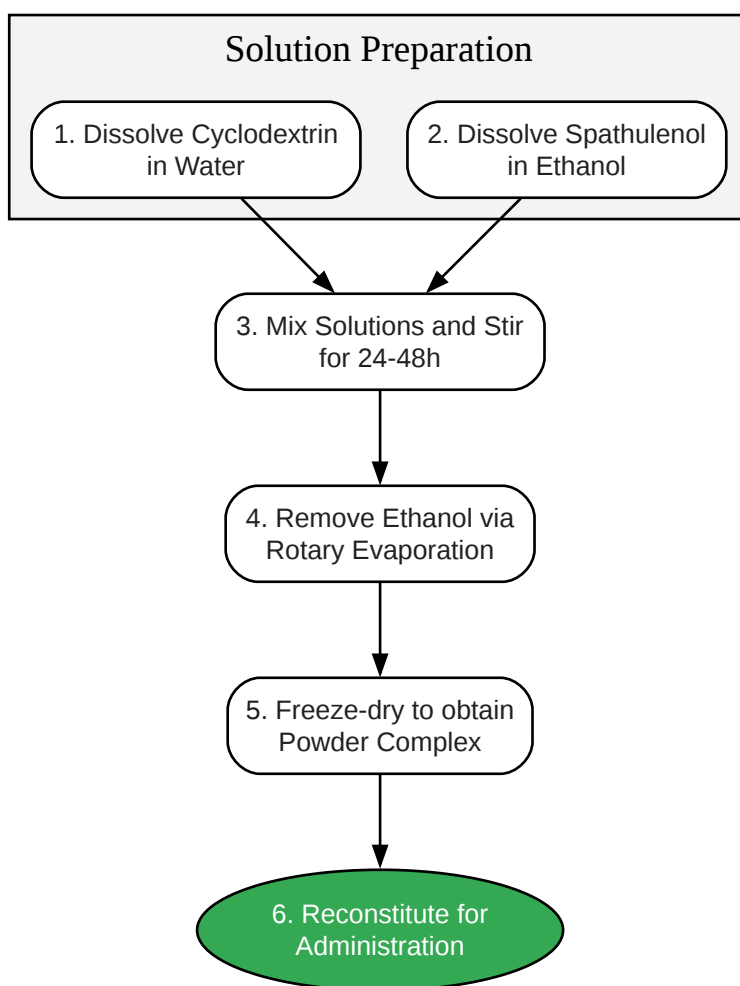 Solution Preparation
1. Dissolve Cyclodextrin
in Water
2. Dissolve Spathulenol
in Ethanol
3. Mix Solutions and Stir
for 24-48h
4. Remove Ethanol via
Rotary Evaporation
5. Freeze-dry to obtain
Powder Complex
6. Reconstitute for
Administration